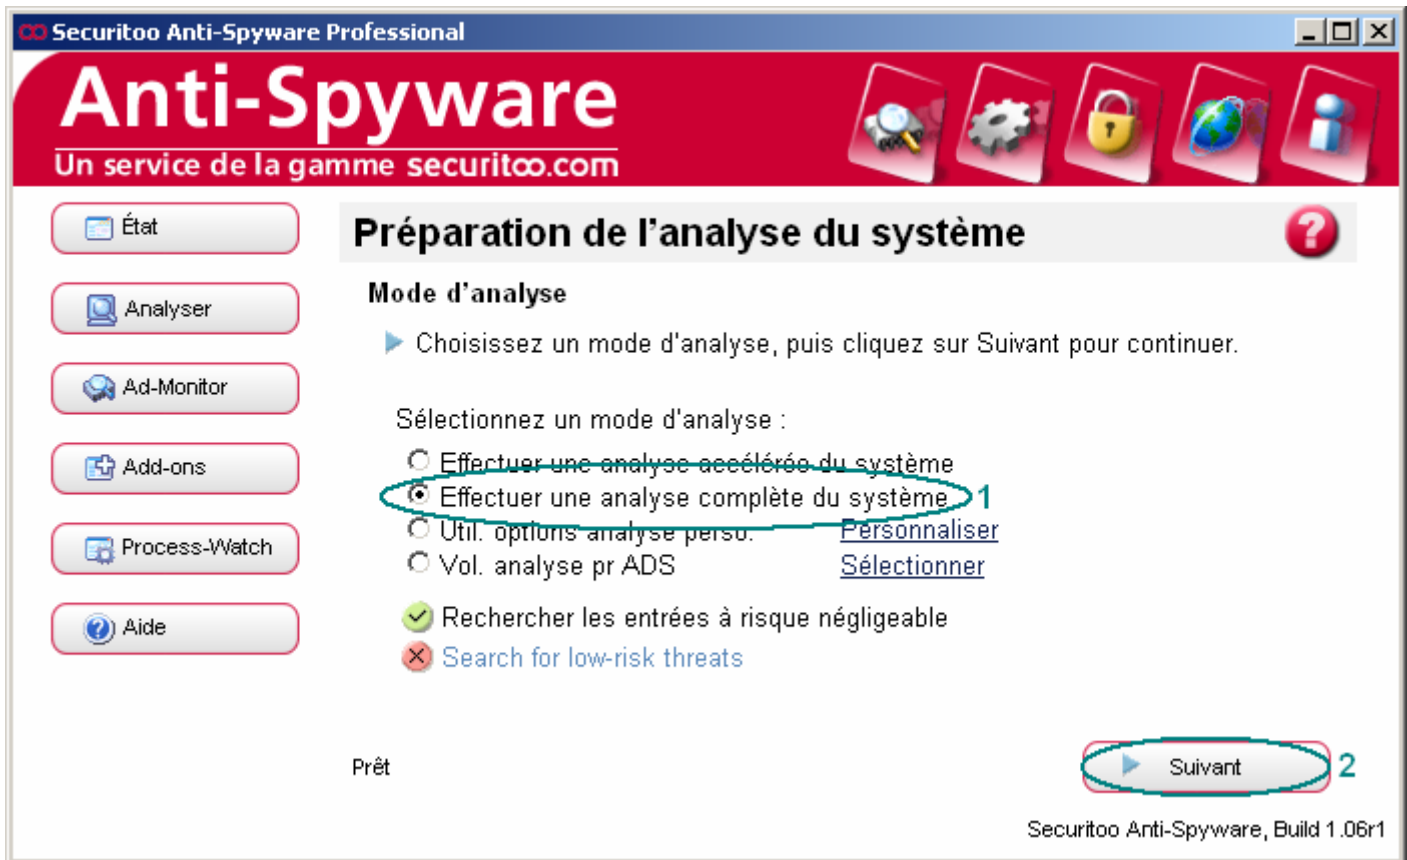 Securitoo Anti-Spyware Professional
Anti-Spyware
Un service de la gamme securitoo.com
État
Analyser
Ad-Monitor
Add-ons
Process-Watch
Aide
Préparation de l'analyse du système
?
Mode d'analyse
Choisissez un mode d'analyse, puis cliquez sur Suivant pour continuer.
Sélectionnez un mode d'analyse :
Effectuer une analyse accélérée du système
Effectuer une analyse complète du système 1
Util. options analyse perso. Personnaliser
Vol. analyse pr ADS Sélectionner
Rechercher les entrées à risque négligeable
Search for low-risk threats
Prêt
Suivant 2
Securitoo Anti-Spyware, Build 1.06r1